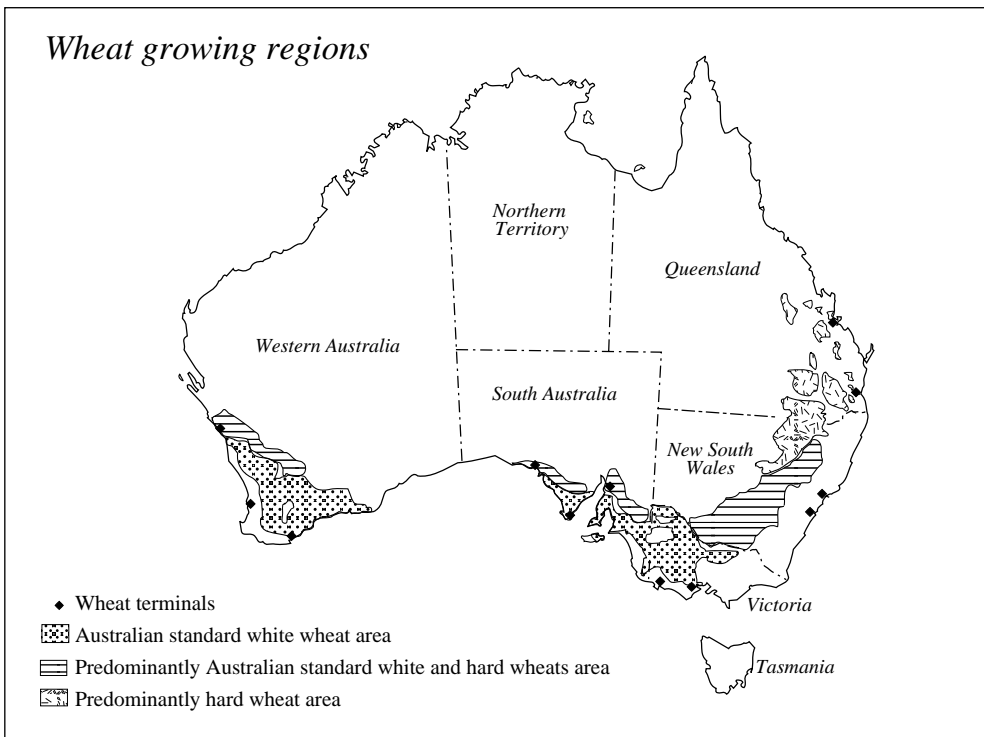 Wheat growing regions
Northern
Territory
Queensland
Western Australia
South Australia
New South
Wales
Victoria
Tasmania
Wheat terminals
Australian standard white wheat area
Predominantly Australian standard white and hard wheats area
Predominantly hard wheat area